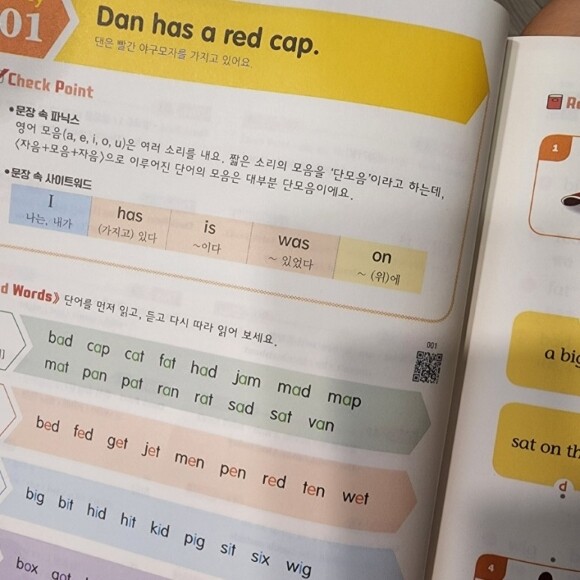 01
Dan has a red cap.
댄은 빨간 야구모자를 가지고 있어요.
Check Point
•문장 속 파닉스
영어 모음(a, e, i, o, u)은 여러 소리를 내요. 짧은 소리의 모음을 '단모음'이라고 하는데,
〈자음+모음+자음〉으로 이루어진 단어의 모음은 대부분 단모음이에요.
•문장 속 사이트워드
I has is was on
나는, 내가 (가지고) 있다 ~이다 ~ 있었다 ~ (위)에
d Words》 단어를 먼저 읽고, 듣고 다시 따라 읽어 보세요.
001
bad cap cat fat had jam mad map
mat pan pat ran rat sad sat van
bed fed get jet men pen red ten wet
big bit hid hit kid pig sit six wig
box got
1
a big
sat on th
d
4